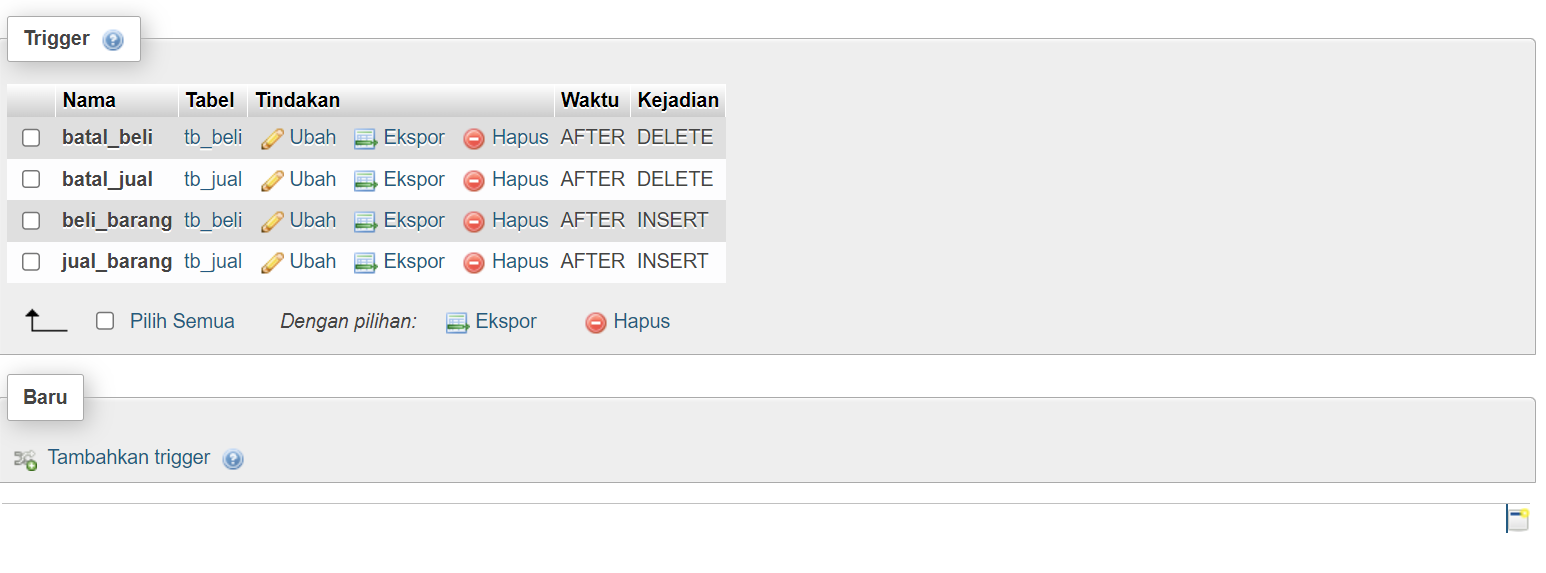 Trigger
Nama Tabel Tindakan Waktu Kejadian
batal_beli tb_beli Ubah Ekspor Hapus AFTER DELETE
batal_jual tb_jual Ubah Ekspor Hapus AFTER DELETE
beli_barang tb_beli Ubah Ekspor Hapus AFTER INSERT
jual_barang tb_jual Ubah Ekspor Hapus AFTER INSERT
Pilih Semua Dengan pilihan: Ekspor Hapus
Baru
Tambahkan trigger